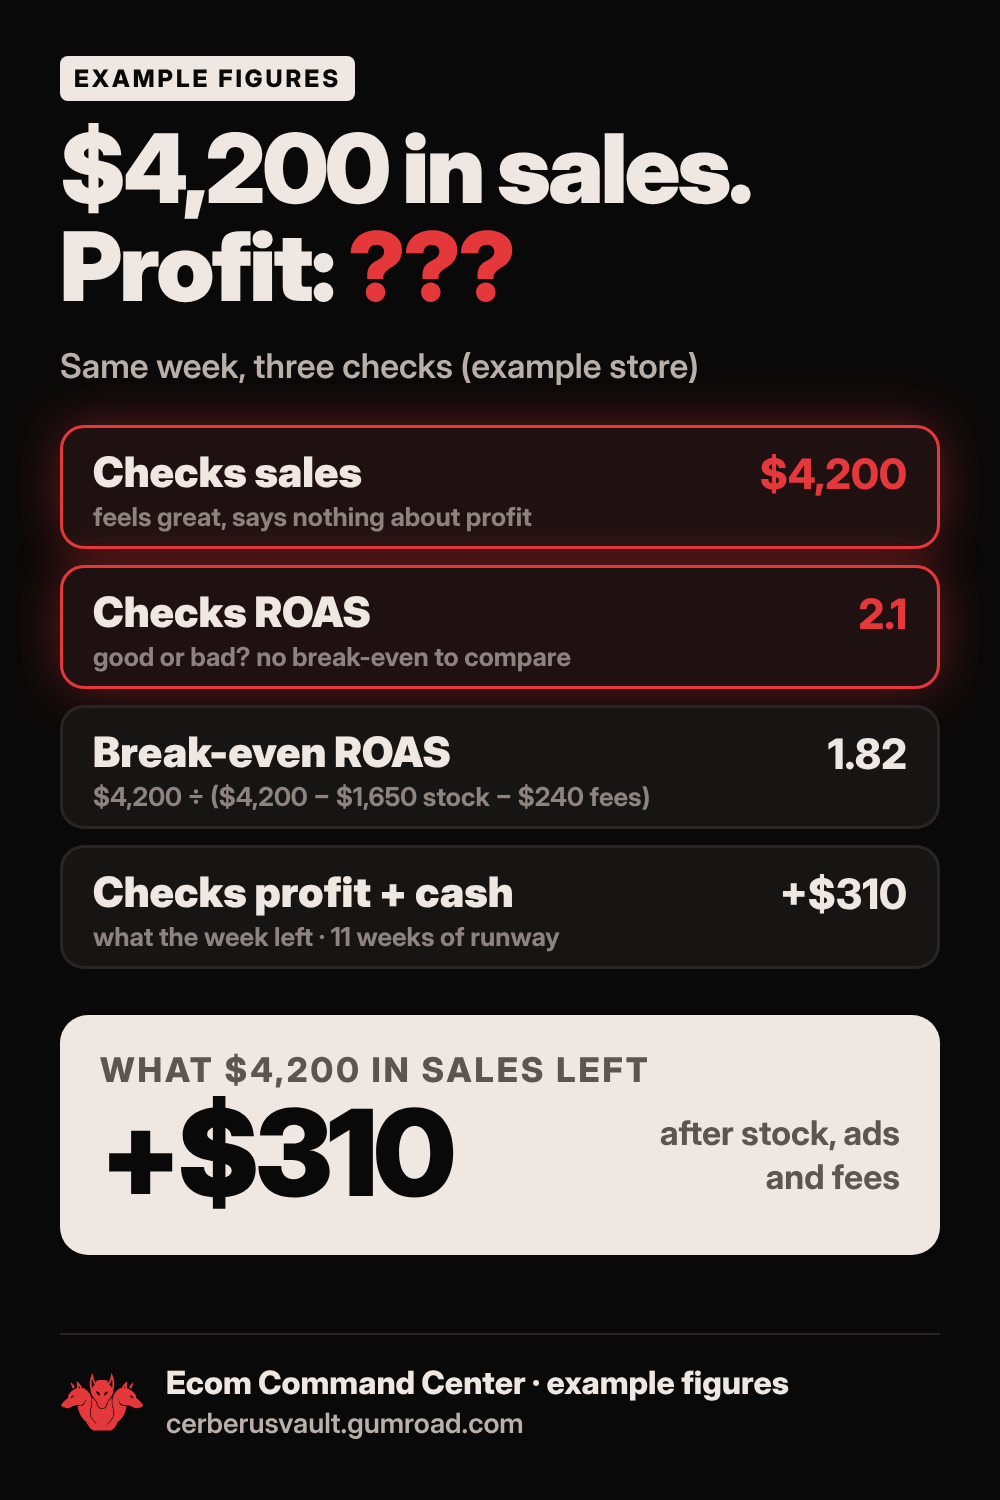 EXAMPLE FIGURES
$4,200 in sales.
Profit: ???
Same week, three checks (example store)
Checks sales
$4,200
feels great, says nothing about profit
Checks ROAS
2.1
good or bad? no break-even to compare
Break-even ROAS
1.82
$4,200 ÷ ($4,200 − $1,650 stock − $240 fees)
Checks profit + cash
+$310
what the week left · 11 weeks of runway
WHAT $4,200 IN SALES LEFT
+$310
after stock, ads
and fees
Ecom Command Center · example figures
cerberusvault.gumroad.com